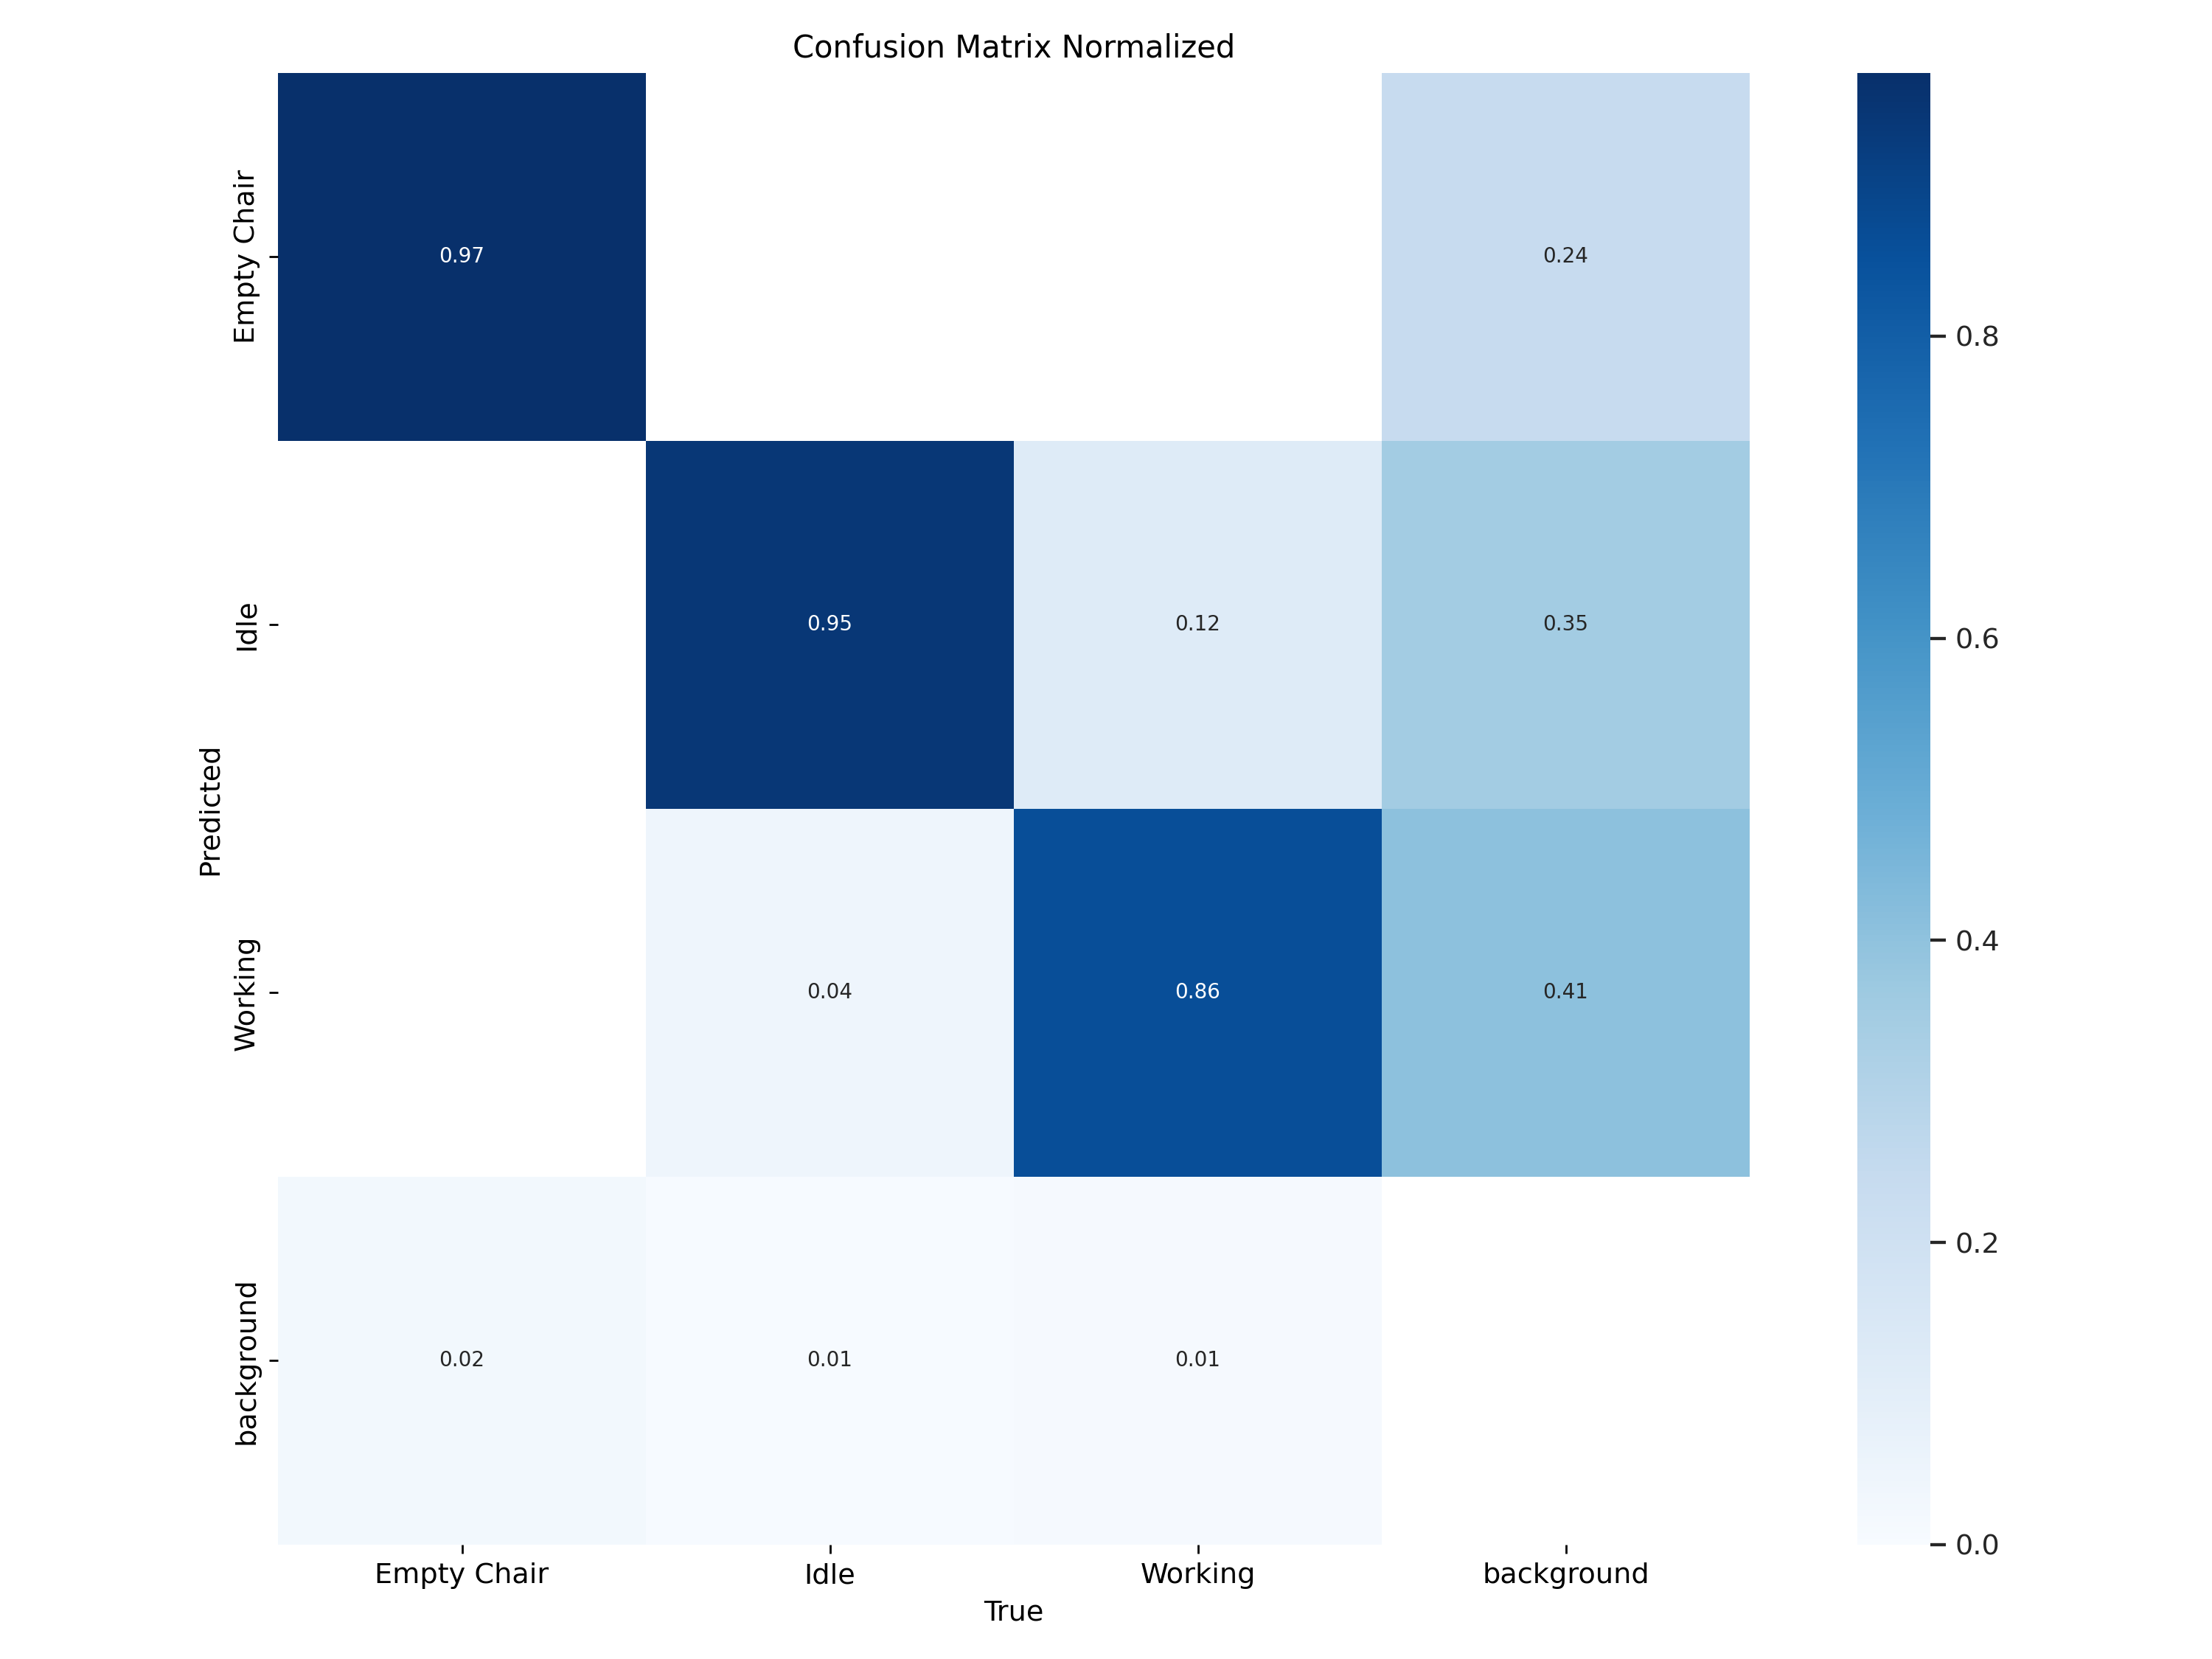 Confusion Matrix Normalized
Empty Chair
0.97
0.24
0.8
Idle
0.95
0.12
0.35
0.6
Predicted
Working
0.04
0.86
0.41
0.4
background
0.02
0.01
0.01
0.2
0.0
Empty Chair
Idle
Working
background
True